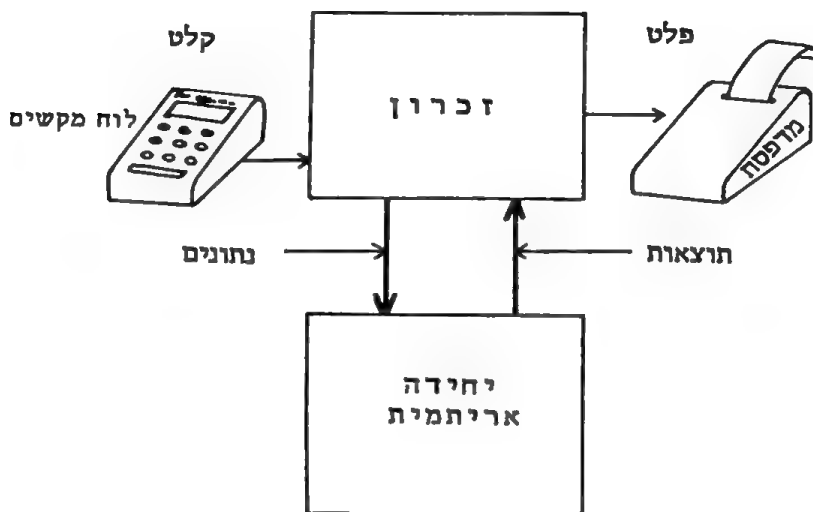 פלט
קלט
זכרון
לוח מקשים
מדפסת
תוצאות
נתונים
יחידה
אריתמית